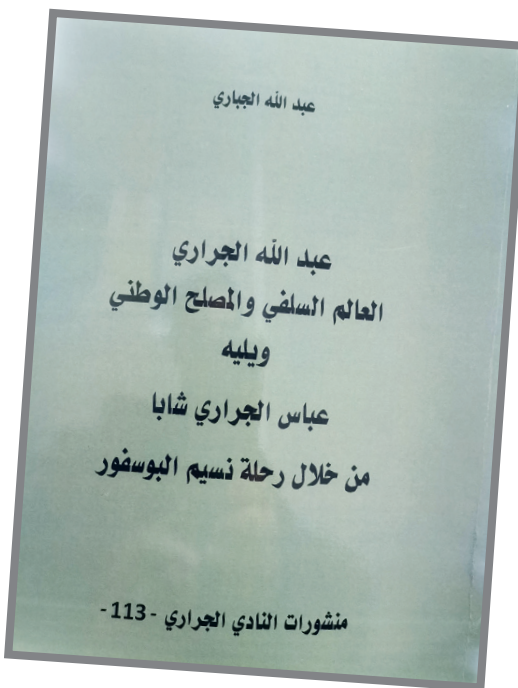 عبد الله الجباري
عبد الله الجراري
العالم السلفي والمصلح الوطني
ويليه
عباس الجراري شابا
من خلال رحلة نسيم البوسفور
منشورات النادي الجراري - 113 -